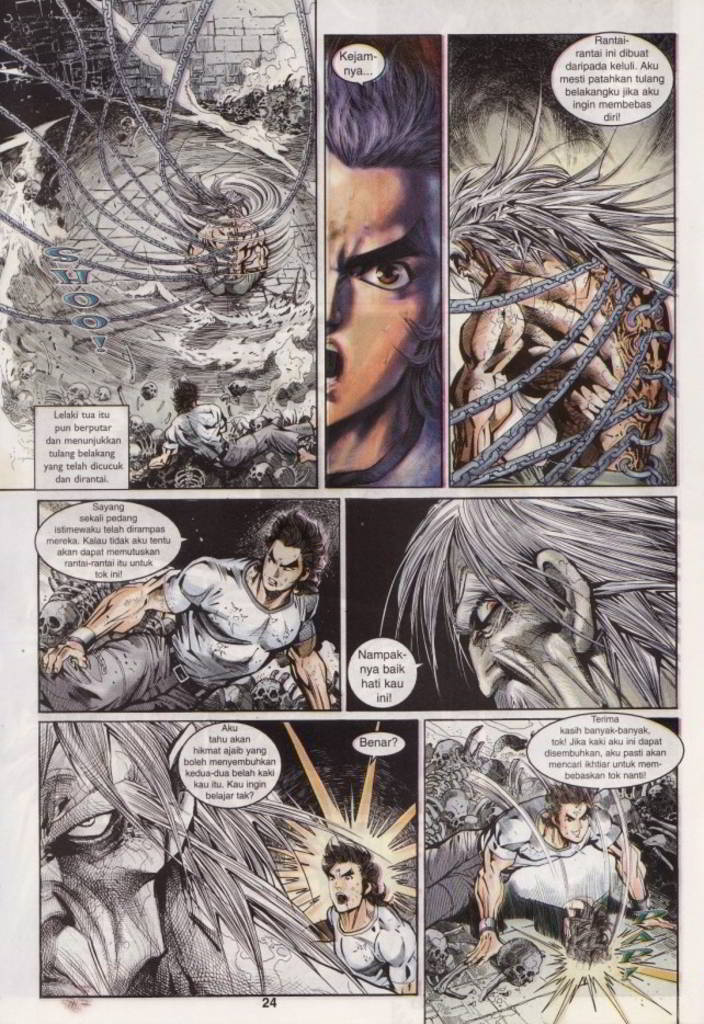 SWOO!
Lelaki tua itu
pun berputar
dan menunjukkan
tulang belakang
yang telah dicucuk
dan dirantai.
Kejam-
nya...
Rantai-
rantai ini dibuat
daripada keluli. Aku
mesti patahkan tulang
belakangku jika aku
ingin membebas
diri!
Sayang
sekali pedang
istimewaku telah dirampas
mereka. Kalau tidak aku tentu
akan dapat memutuskan
rantai-rantai itu untuk
tok ini!
Nampak-
nya baik
hati kau
ini!
Aku
tahu akan
hikmat ajaib yang
boleh menyembuhkan
kedua-dua belah kaki
kau itu. Kau ingin
belajar tak?
Benar?
Terima
kasih banyak-banyak,
tok! Jika kaki aku ini dapat
disembuhkan, aku pasti akan
mencari ikhtiar untuk mem-
bebaskan tok nanti!
24